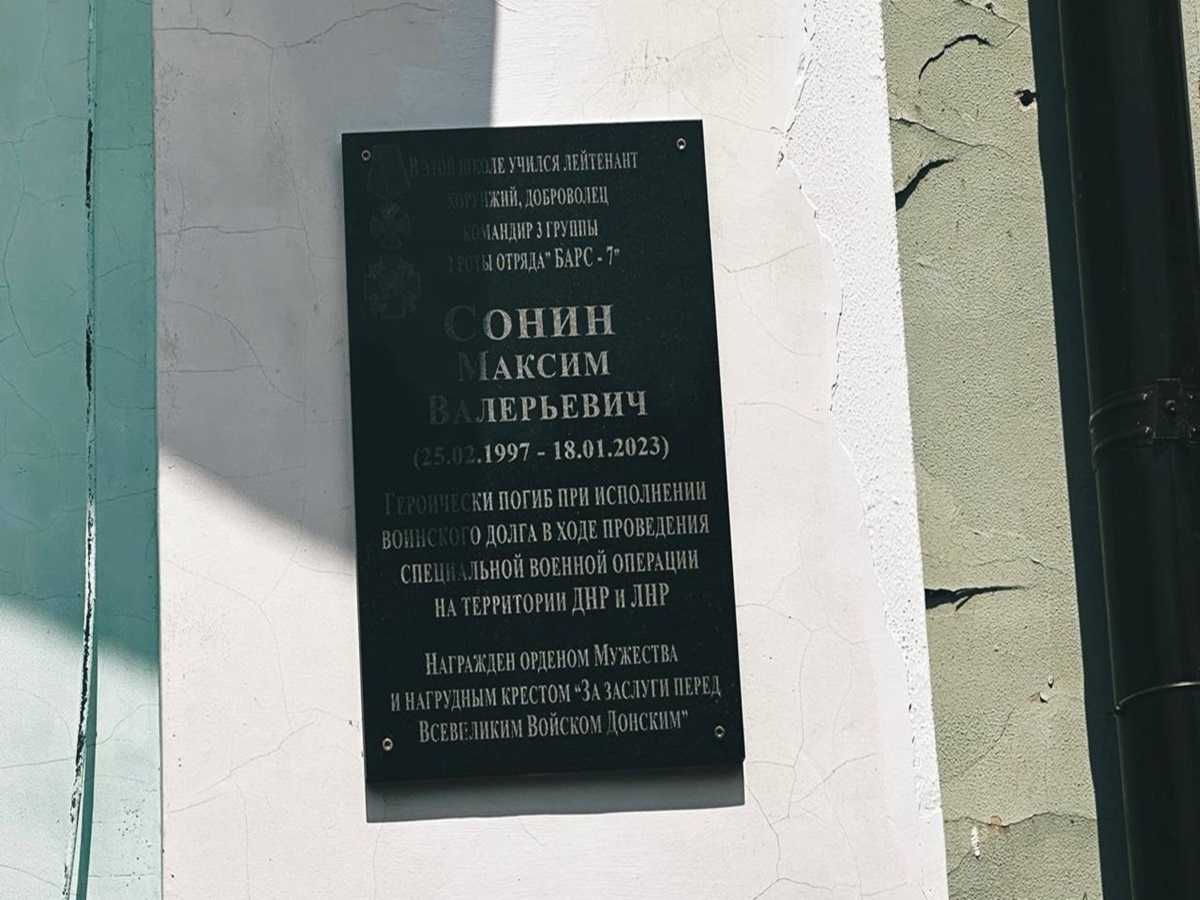 В ЭТОЙ ШКОЛЕ УЧИЛСЯ ЛЕЙТЕНАНТ
ХОРУНЖИЙ, ДОБРОВОЛЕЦ
КОМАНДИР 3 ГРУППЫ
2 РОТЫ ОТРЯДА" БАРС - 7"
СОНИН
МАКСИМ
ВАЛЕРЬЕВИЧ
(25.02.1997 - 18.01.2023)
ГЕРОИЧЕСКИ ПОГИБ ПРИ ИСПОЛНЕНИИ
ВОИНСКОГО ДОЛГА В ХОДЕ ПРОВЕДЕНИЯ
СПЕЦИАЛЬНОЙ ВОЕННОЙ ОПЕРАЦИИ
НА ТЕРРИТОРИИ ДНР И ЛНР
НАГРАЖДЕН ОРДЕНОМ МУЖЕСТВА
И НАГРУДНЫМ КРЕСТОМ "ЗА ЗАСЛУГИ ПЕРЕД
ВСЕВЕЛИКИМ ВОЙСКОМ ДОНСКИМ"